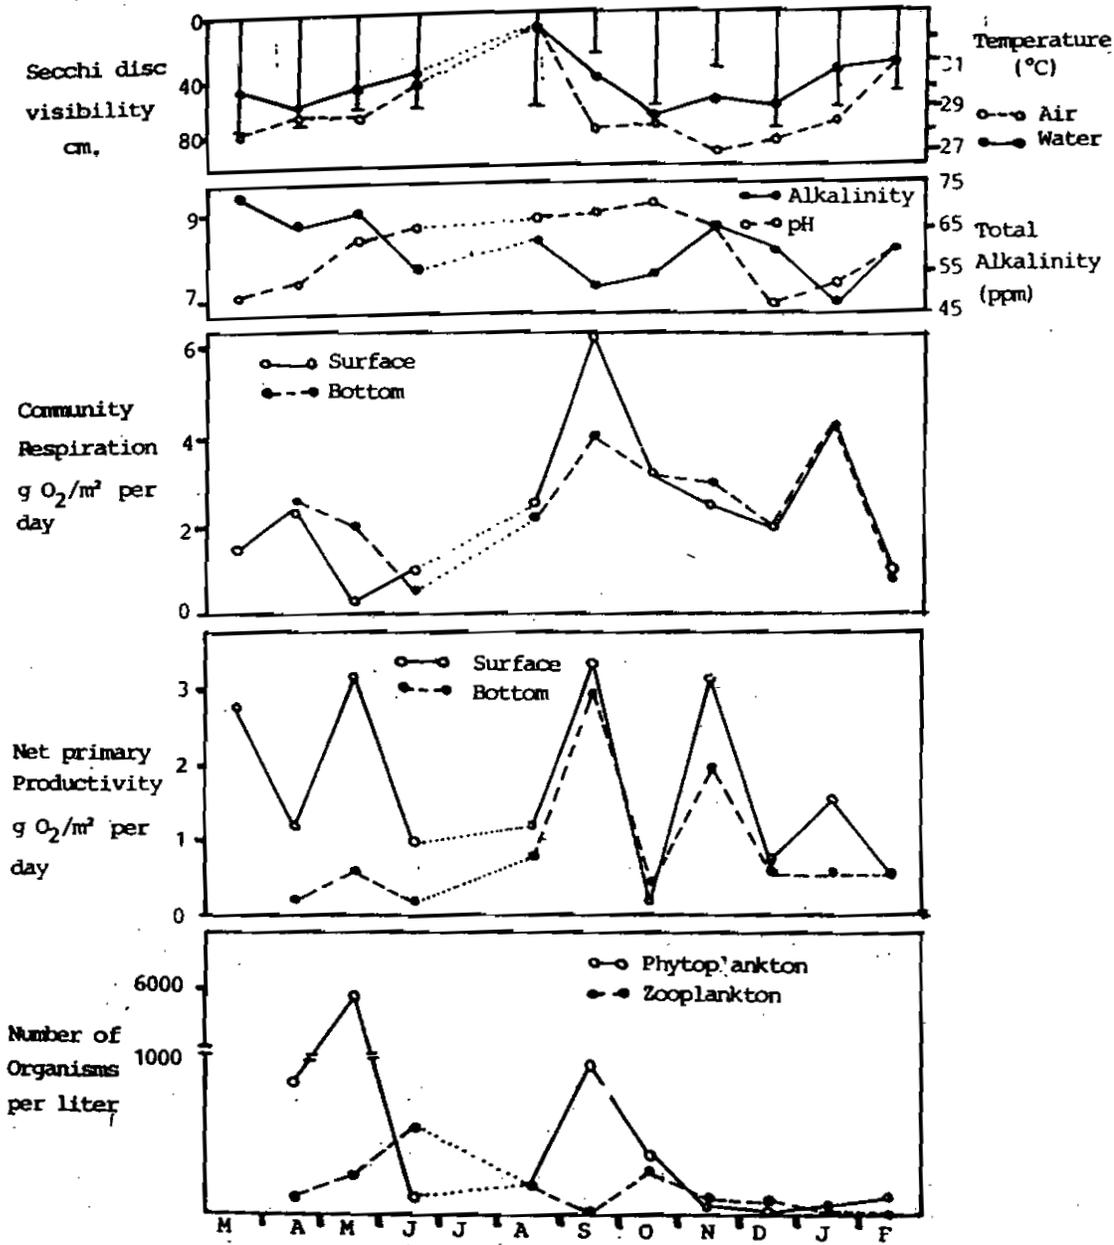 0
40
80
Secchi disc
visibility
cm.
Temperature
(°C)
31
29
27
Air
Water
9
7
Alkalinity
pH
75
65
55
45
Total
Alkalinity
(ppm)
6
4
2
0
Surface
Bottom
Community
Respiration
g O₂/m² per
day
3
2
1
0
Surface
Bottom
Net primary
Productivity
g O₂/m² per
day
6000
1000
Phytoplankton
Zooplankton
Number of
Organisms
per liter
M A M J J A S O N D J F